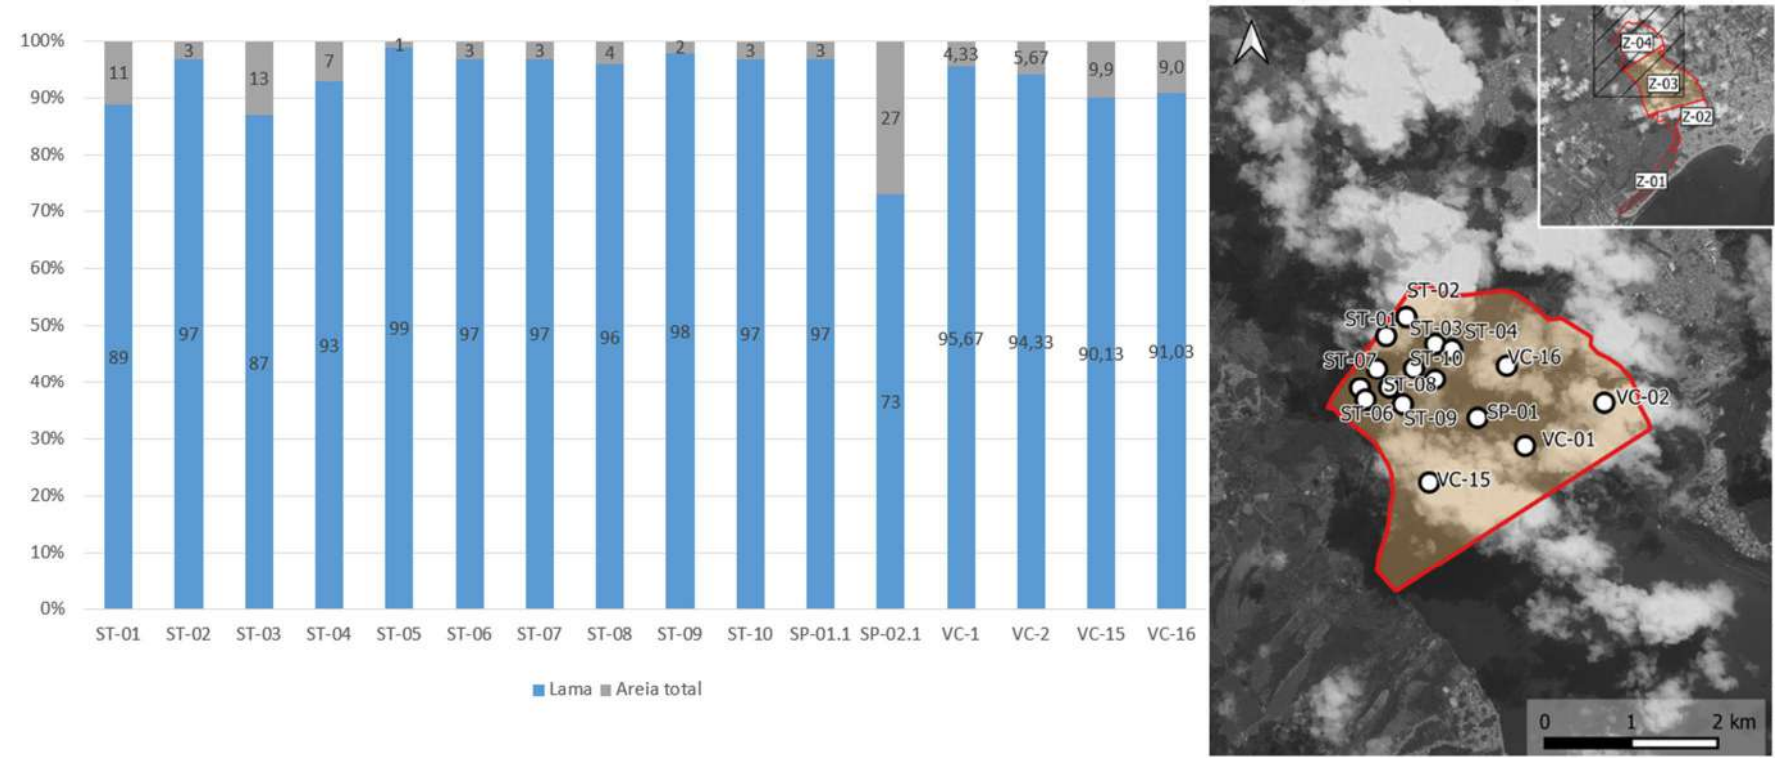 100%
90%
80%
70%
60%
50%
40%
30%
20%
10%
0%
11 3 13 7 1 3 3 4 2 3 3 27 4,33 5,67 9,9 9,0
89 97 87 93 99 97 97 96 98 97 97 73 95,67 94,33 90,13 91,03
ST-01 ST-02 ST-03 ST-04 ST-05 ST-06 ST-07 ST-08 ST-09 ST-10 SP-01.1 SP-02.1 VC-1 VC-2 VC-15 VC-16
Lama Areia total
Z-04
Z-03
Z-02
Z-01
ST-02
ST-01 ST-03 ST-04
ST-07 ST-10 VC-16
ST-08 VC-02
ST-06 ST-09 SP-01
VC-01
VC-15
0 1 2 km